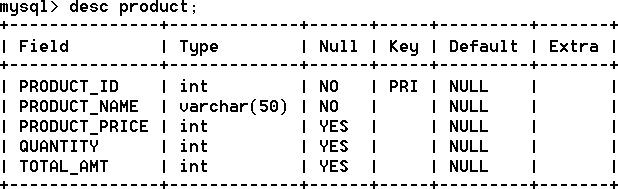 mysql> desc product;
+---------------+-------------+------+-----+---------+-------+
| Field         | Type        | Null | Key | Default | Extra |
+---------------+-------------+------+-----+---------+-------+
| PRODUCT_ID    | int         | NO   | PRI | NULL    |       |
| PRODUCT_NAME  | varchar(50) | NO   |     | NULL    |       |
| PRODUCT_PRICE | int         | YES  |     | NULL    |       |
| QUANTITY      | int         | YES  |     | NULL    |       |
| TOTAL_AMT     | int         | YES  |     | NULL    |       |
+---------------+-------------+------+-----+---------+-------+